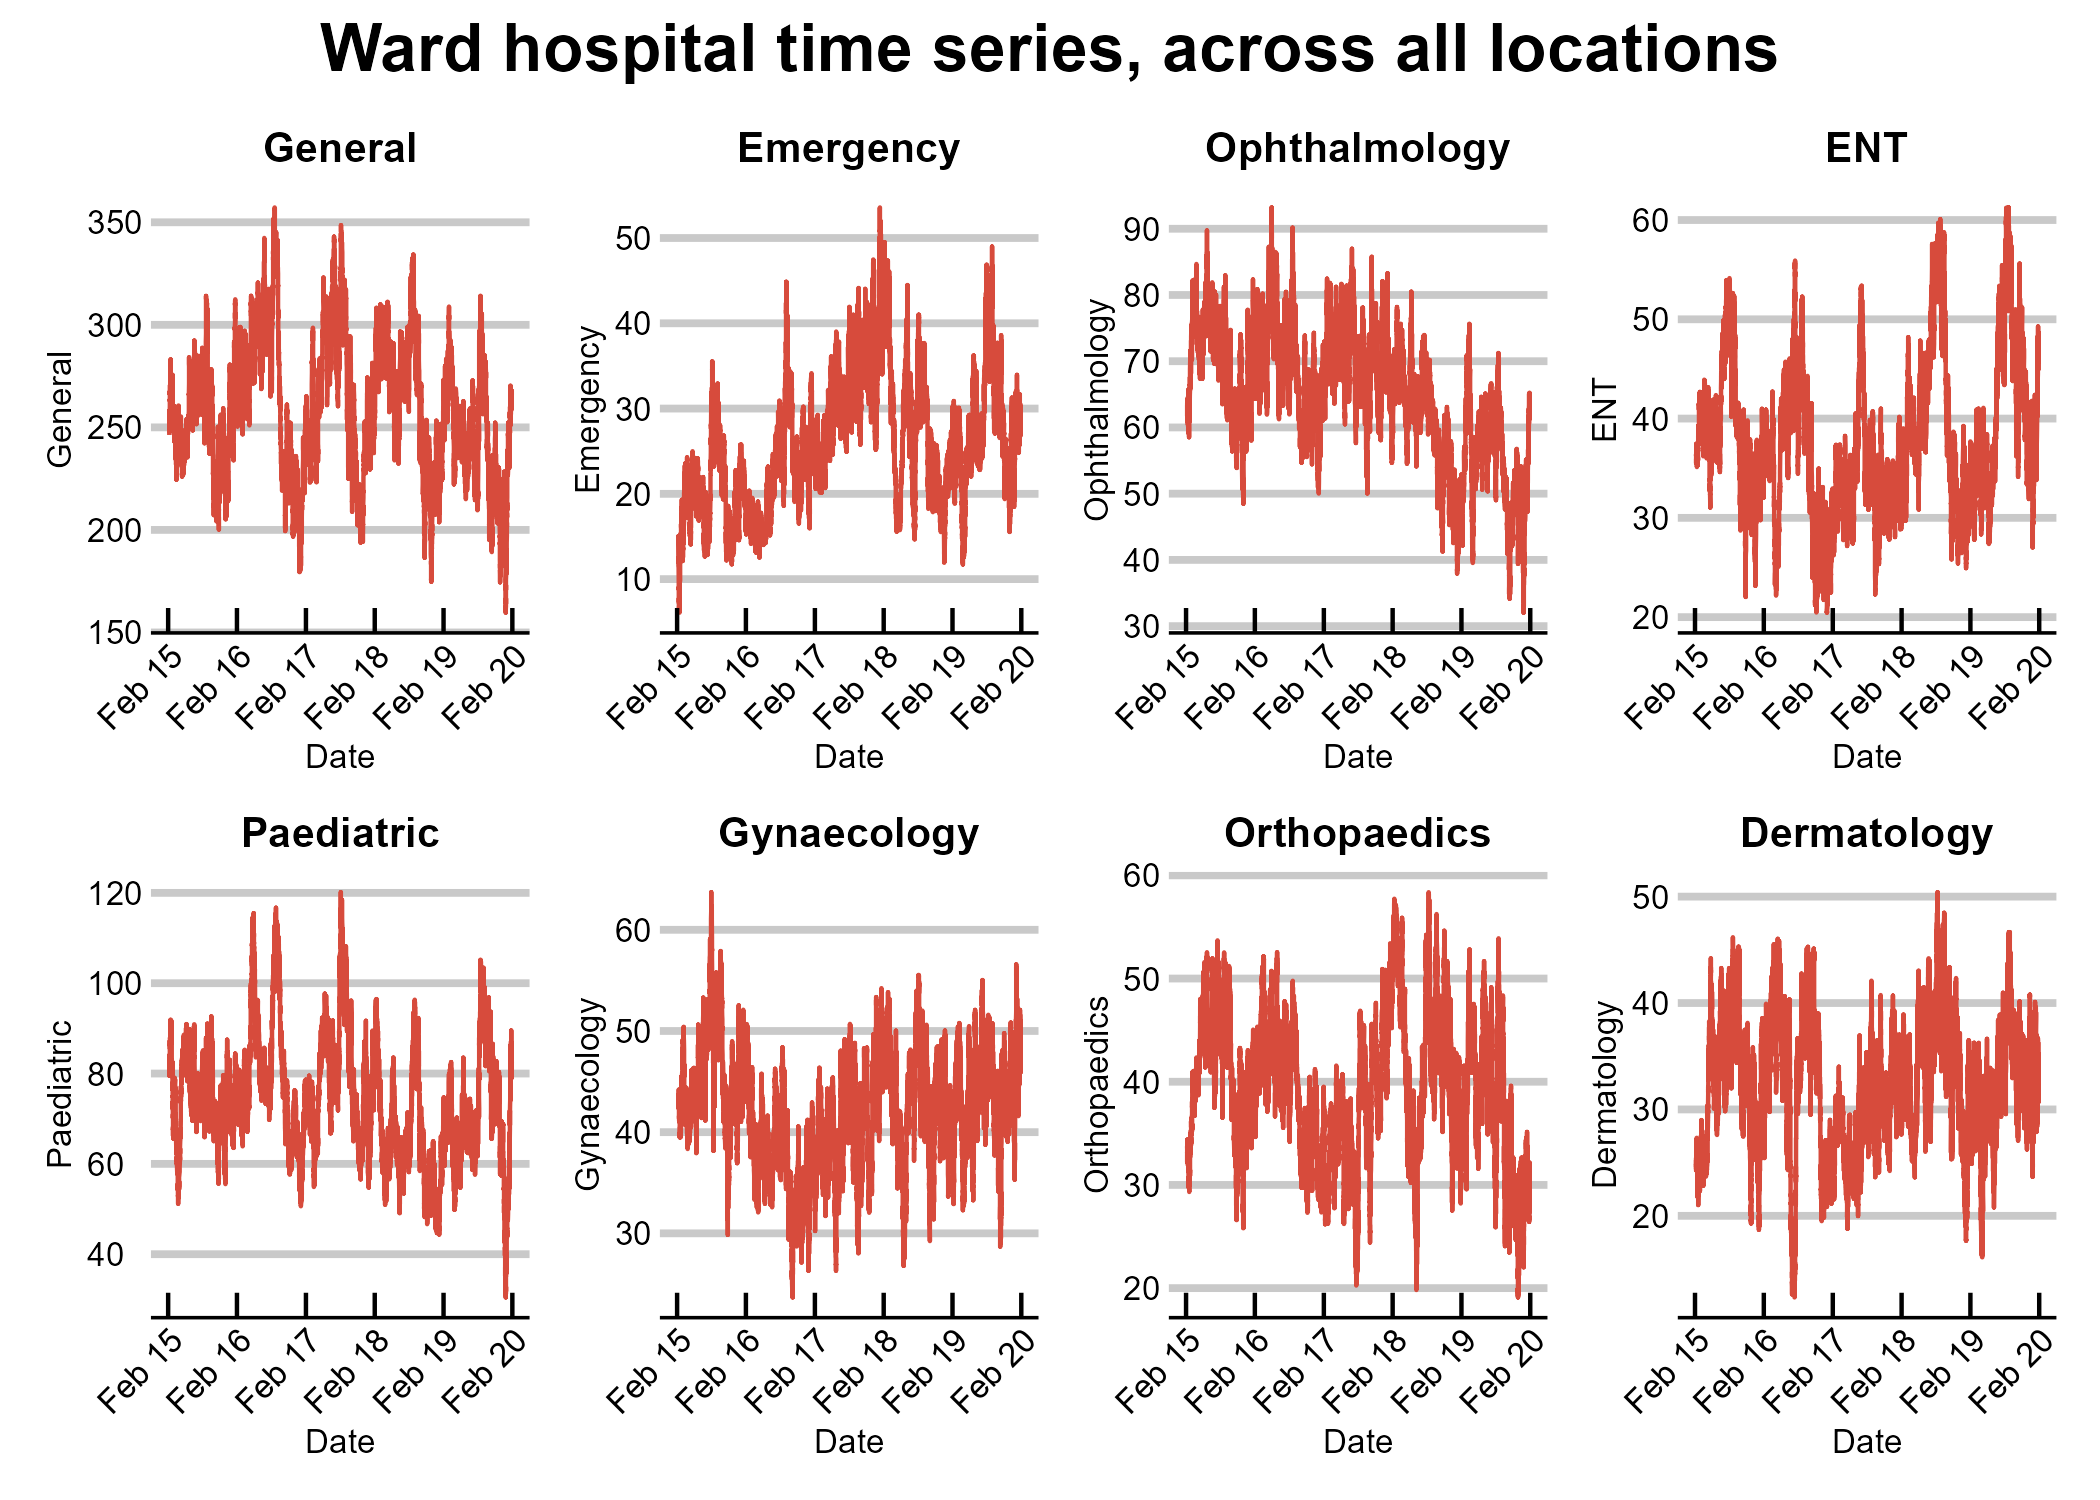 Ward hospital time series, across all locations
General
Emergency
Ophthalmology
ENT
General
350
300
250
200
150
Feb 15
Feb 16
Feb 17
Feb 18
Feb 19
Feb 20
Date
Emergency
50
40
30
20
10
Feb 15
Feb 16
Feb 17
Feb 18
Feb 19
Feb 20
Date
Ophthalmology
90
80
70
60
50
40
30
Feb 15
Feb 16
Feb 17
Feb 18
Feb 19
Feb 20
Date
ENT
60
50
40
30
20
Feb 15
Feb 16
Feb 17
Feb 18
Feb 19
Feb 20
Date
Paediatric
Gynaecology
Orthopaedics
Dermatology
Paediatric
120
100
80
60
40
Feb 15
Feb 16
Feb 17
Feb 18
Feb 19
Feb 20
Date
Gynaecology
60
50
40
30
Feb 15
Feb 16
Feb 17
Feb 18
Feb 19
Feb 20
Date
Orthopaedics
60
50
40
30
20
Feb 15
Feb 16
Feb 17
Feb 18
Feb 19
Feb 20
Date
Dermatology
50
40
30
20
Feb 15
Feb 16
Feb 17
Feb 18
Feb 19
Feb 20
Date